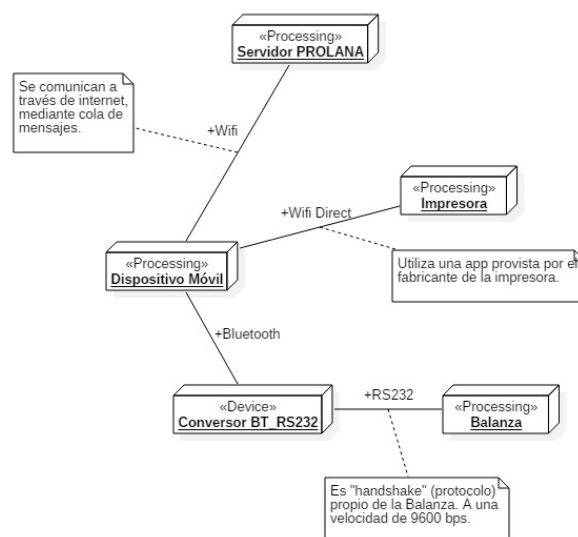 «Processing»
Servidor PROLANA
Se comunican a
través de internet,
mediante cola de
mensajes.
+Wifi
«Processing»
Impresora
+Wifi Direct
«Processing»
Dispositivo Móvil
Utiliza una app provista por el
fabricante de la impresora.
+Bluetooth
«Device»
Conversor BT_RS232
+RS232
«Processing»
Balanza
Es "handshake" (protocolo)
propio de la Balanza. A una
velocidad de 9600 bps.